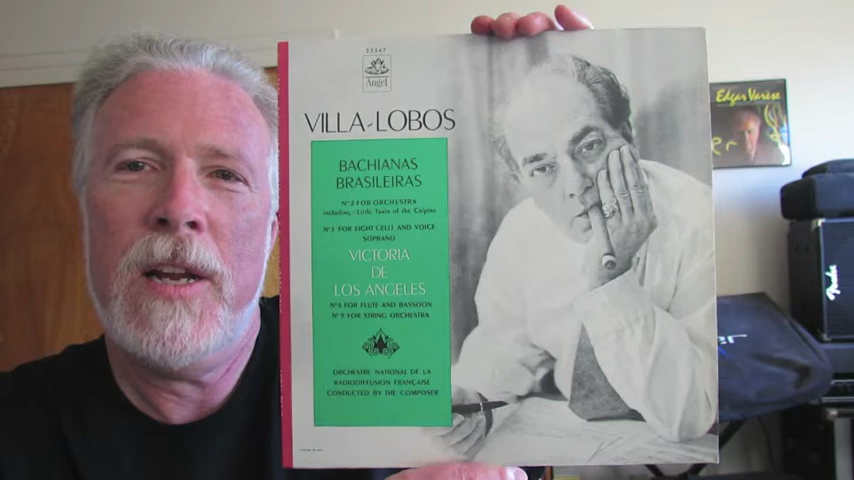 35547
Angel
VILLA-LOBOS
BACHIANAS
BRASILEIRAS
Nº 2 FOR ORCHESTRA
including: Little Train of the Caipira
Nº 5 FOR EIGHT CELLI AND VOICE
SOPRANO
VICTORIA
DE
LOS ANGELES
Nº 6 FOR FLUTE AND BASSOON
Nº 9 FOR STRING ORCHESTRA
ORCHESTRE NATIONAL DE LA
RADIODIFFUSION FRANÇAISE
CONDUCTED BY THE COMPOSER
Edgar Varèse
Fender